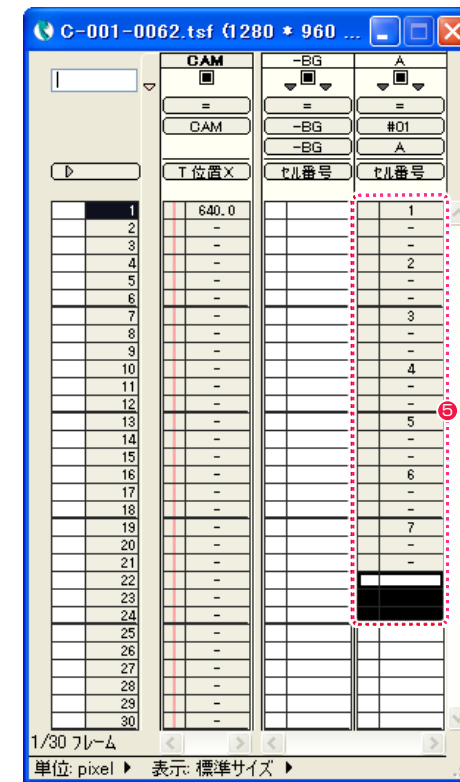 C-001-0062.tsf (1280 * 960 ...
CAM -BG A
= = =
CAM -BG #01
-BG A
T 位置X セル番号 セル番号
1 640.0 1
2 - -
3 - -
4 - 2
5 - -
6 - -
7 - 3
8 - -
9 - -
10 - 4
11 - -
12 - -
❺
13 - 5
14 - -
15 - -
16 - 6
17 - -
18 - -
19 - 7
20 - -
21 - -
22 -
23 -
24 -
25 -
26 -
27 -
28 -
29 -
30 -
1/30 フレーム
単位: pixel 表示: 標準サイズ